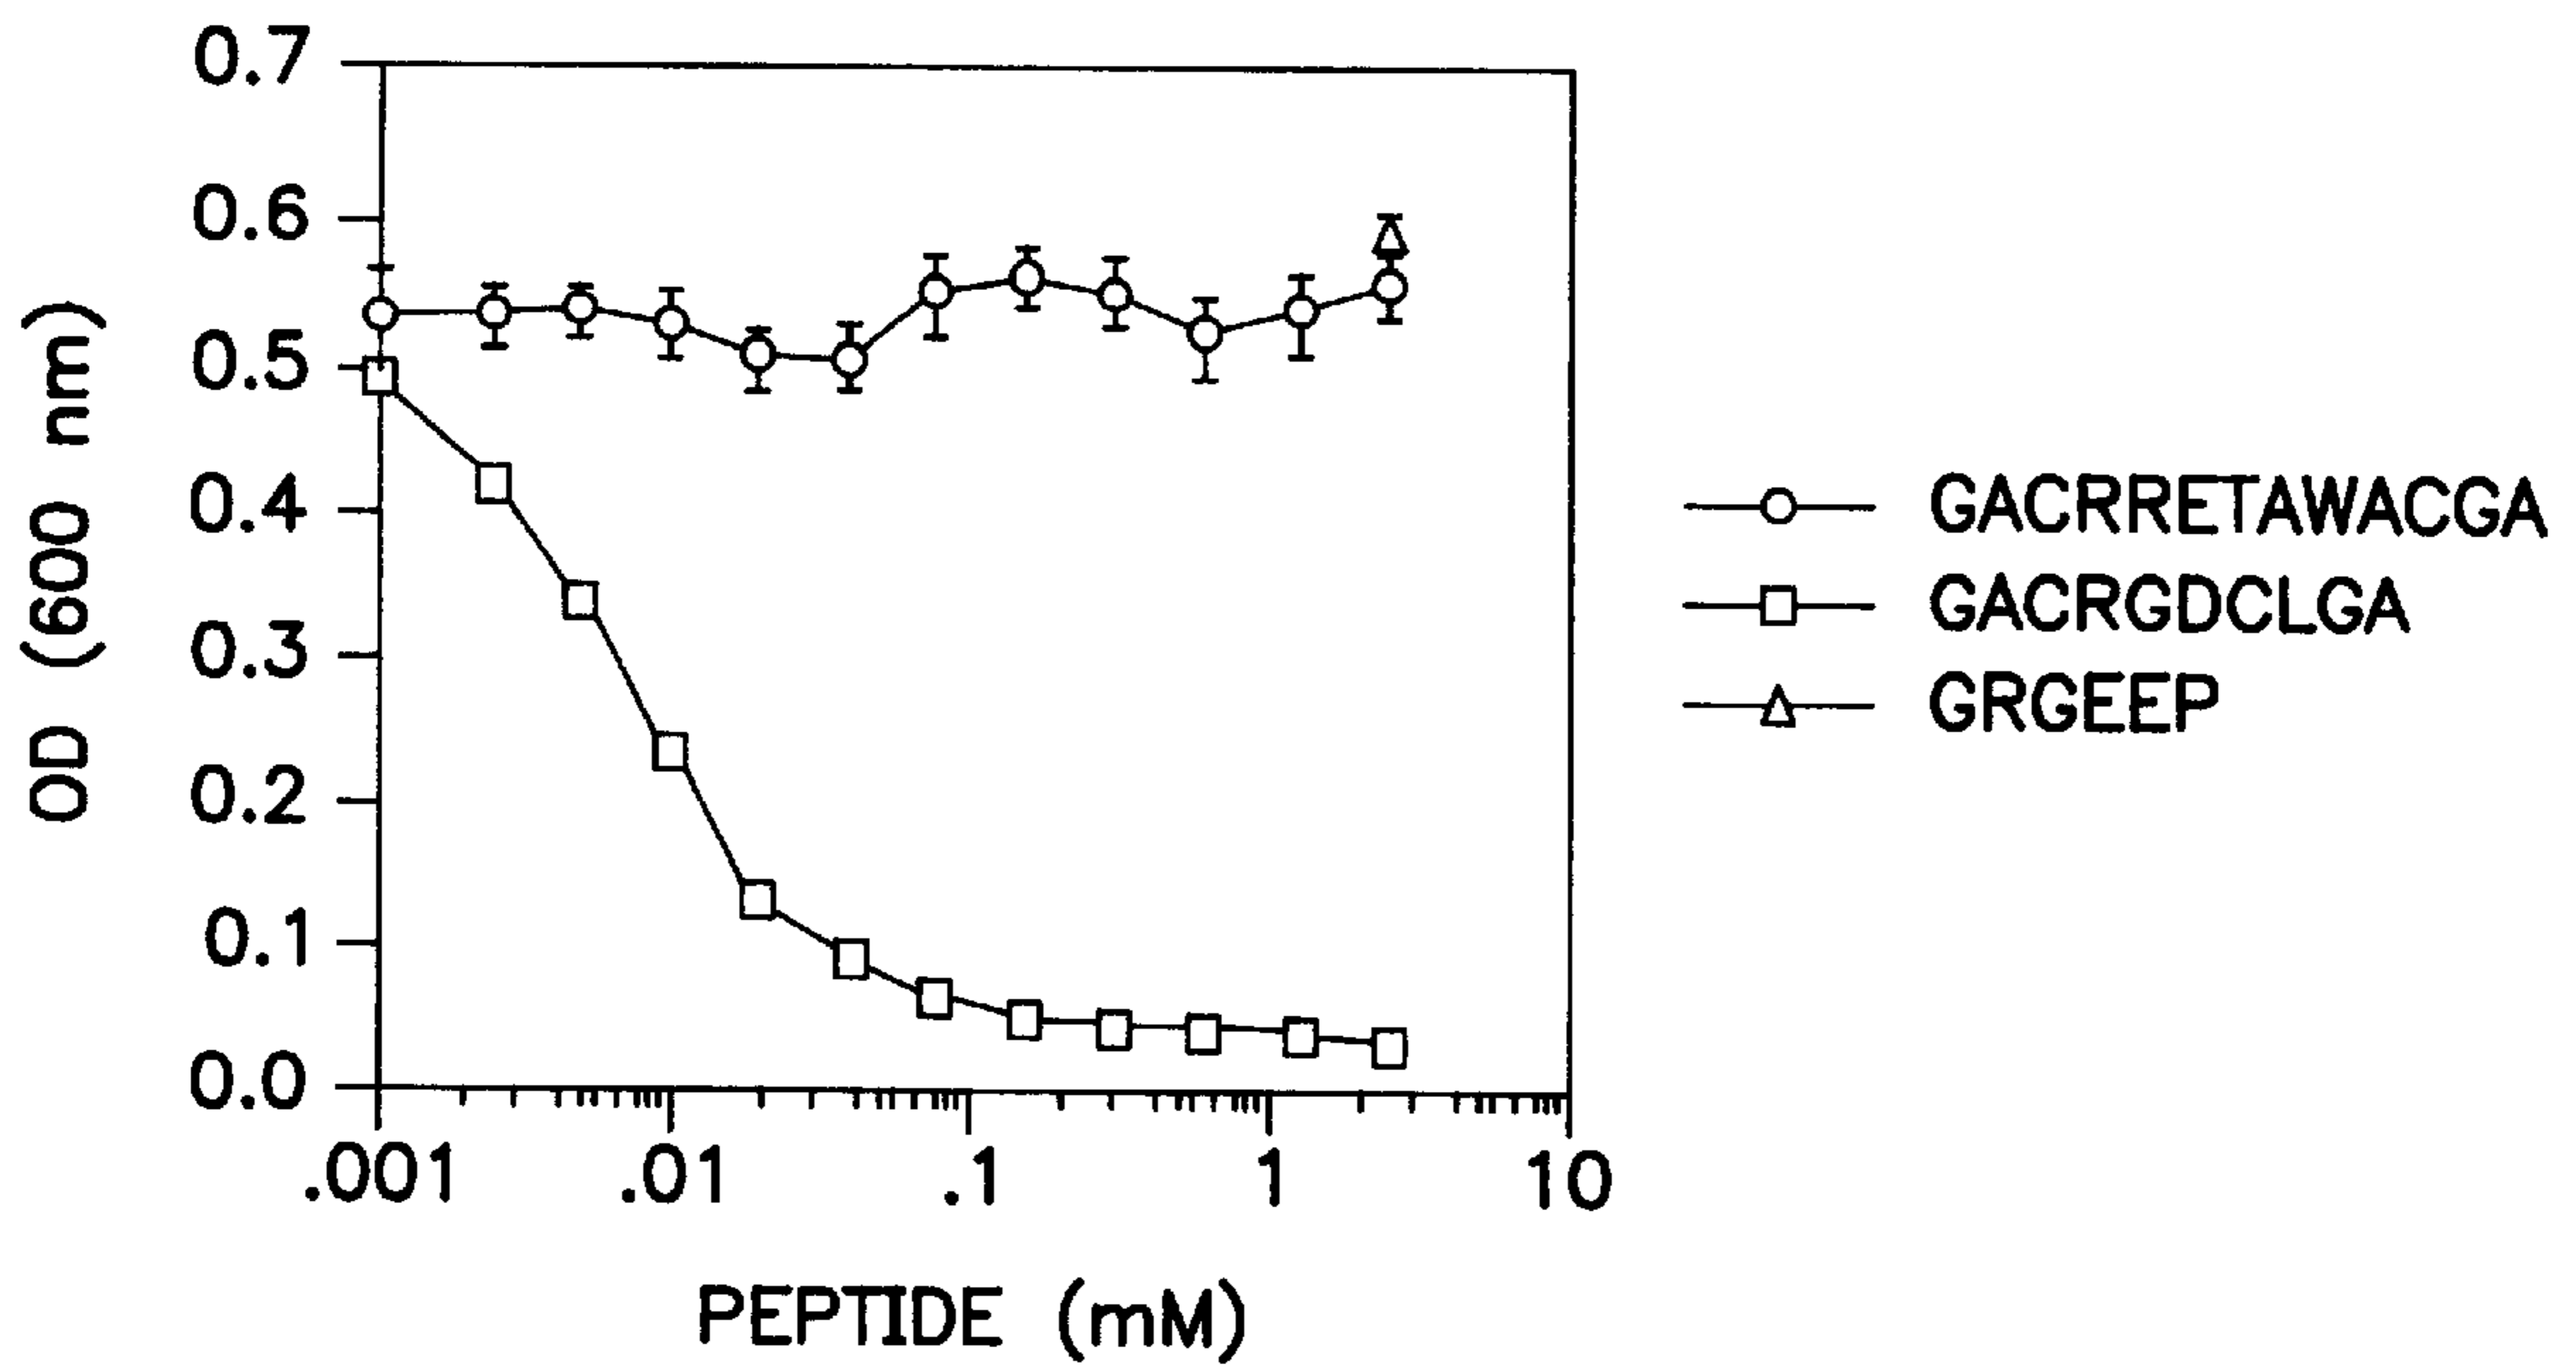 0.7
0.6
0.5
0.4
0.3
0.2
0.1
0.0
OD (600 nm)
.001 .01 .1 1 10
PEPTIDE (mM)
GACRRETAWACGA
GACRGDCLGA
GRGEEP